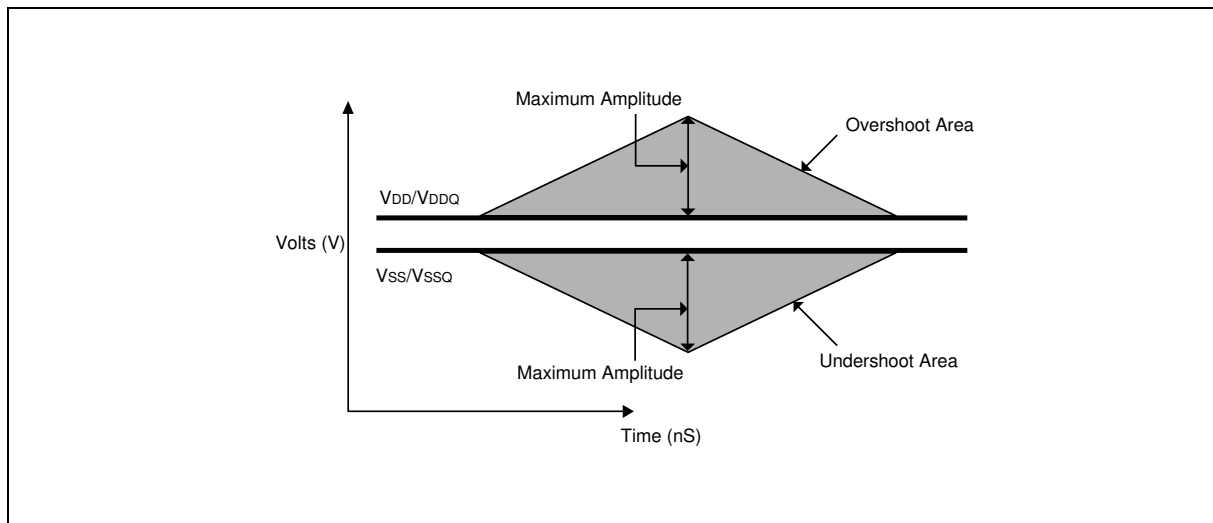 Maximum Amplitude
Overshoot Area
VDD/VDDQ
Volts (V)
VSS/VSSQ
Maximum Amplitude
Undershoot Area
Time (nS)